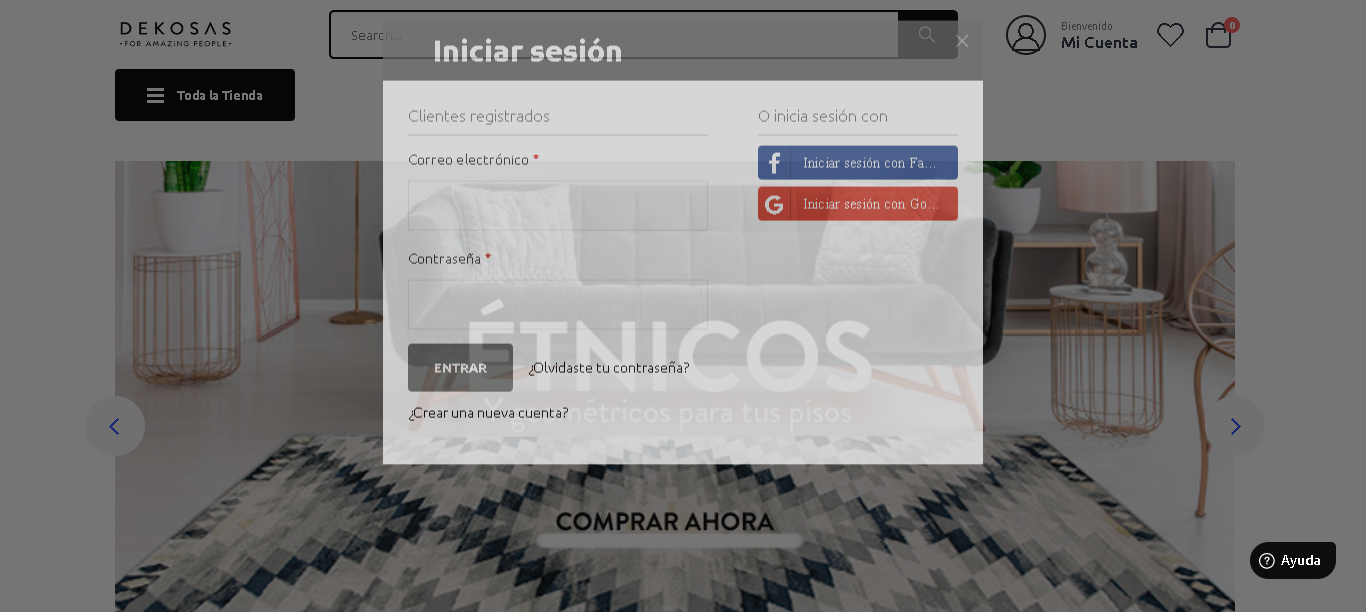 DEKOSAS
•FOR AMAZING PEOPLE•
Search...
Bienvenido
Mi Cuenta
0
Toda la Tienda
Iniciar sesión
Clientes registrados
Correo electrónico *
Contraseña *
ENTRAR
¿Olvidaste tu contraseña?
¿Crear una nueva cuenta?
O inicia sesión con
Iniciar sesión con Fa...
Iniciar sesión con Go...
ÉTNICOS
Y geométricos para tus pisos
COMPRAR AHORA
Ayuda